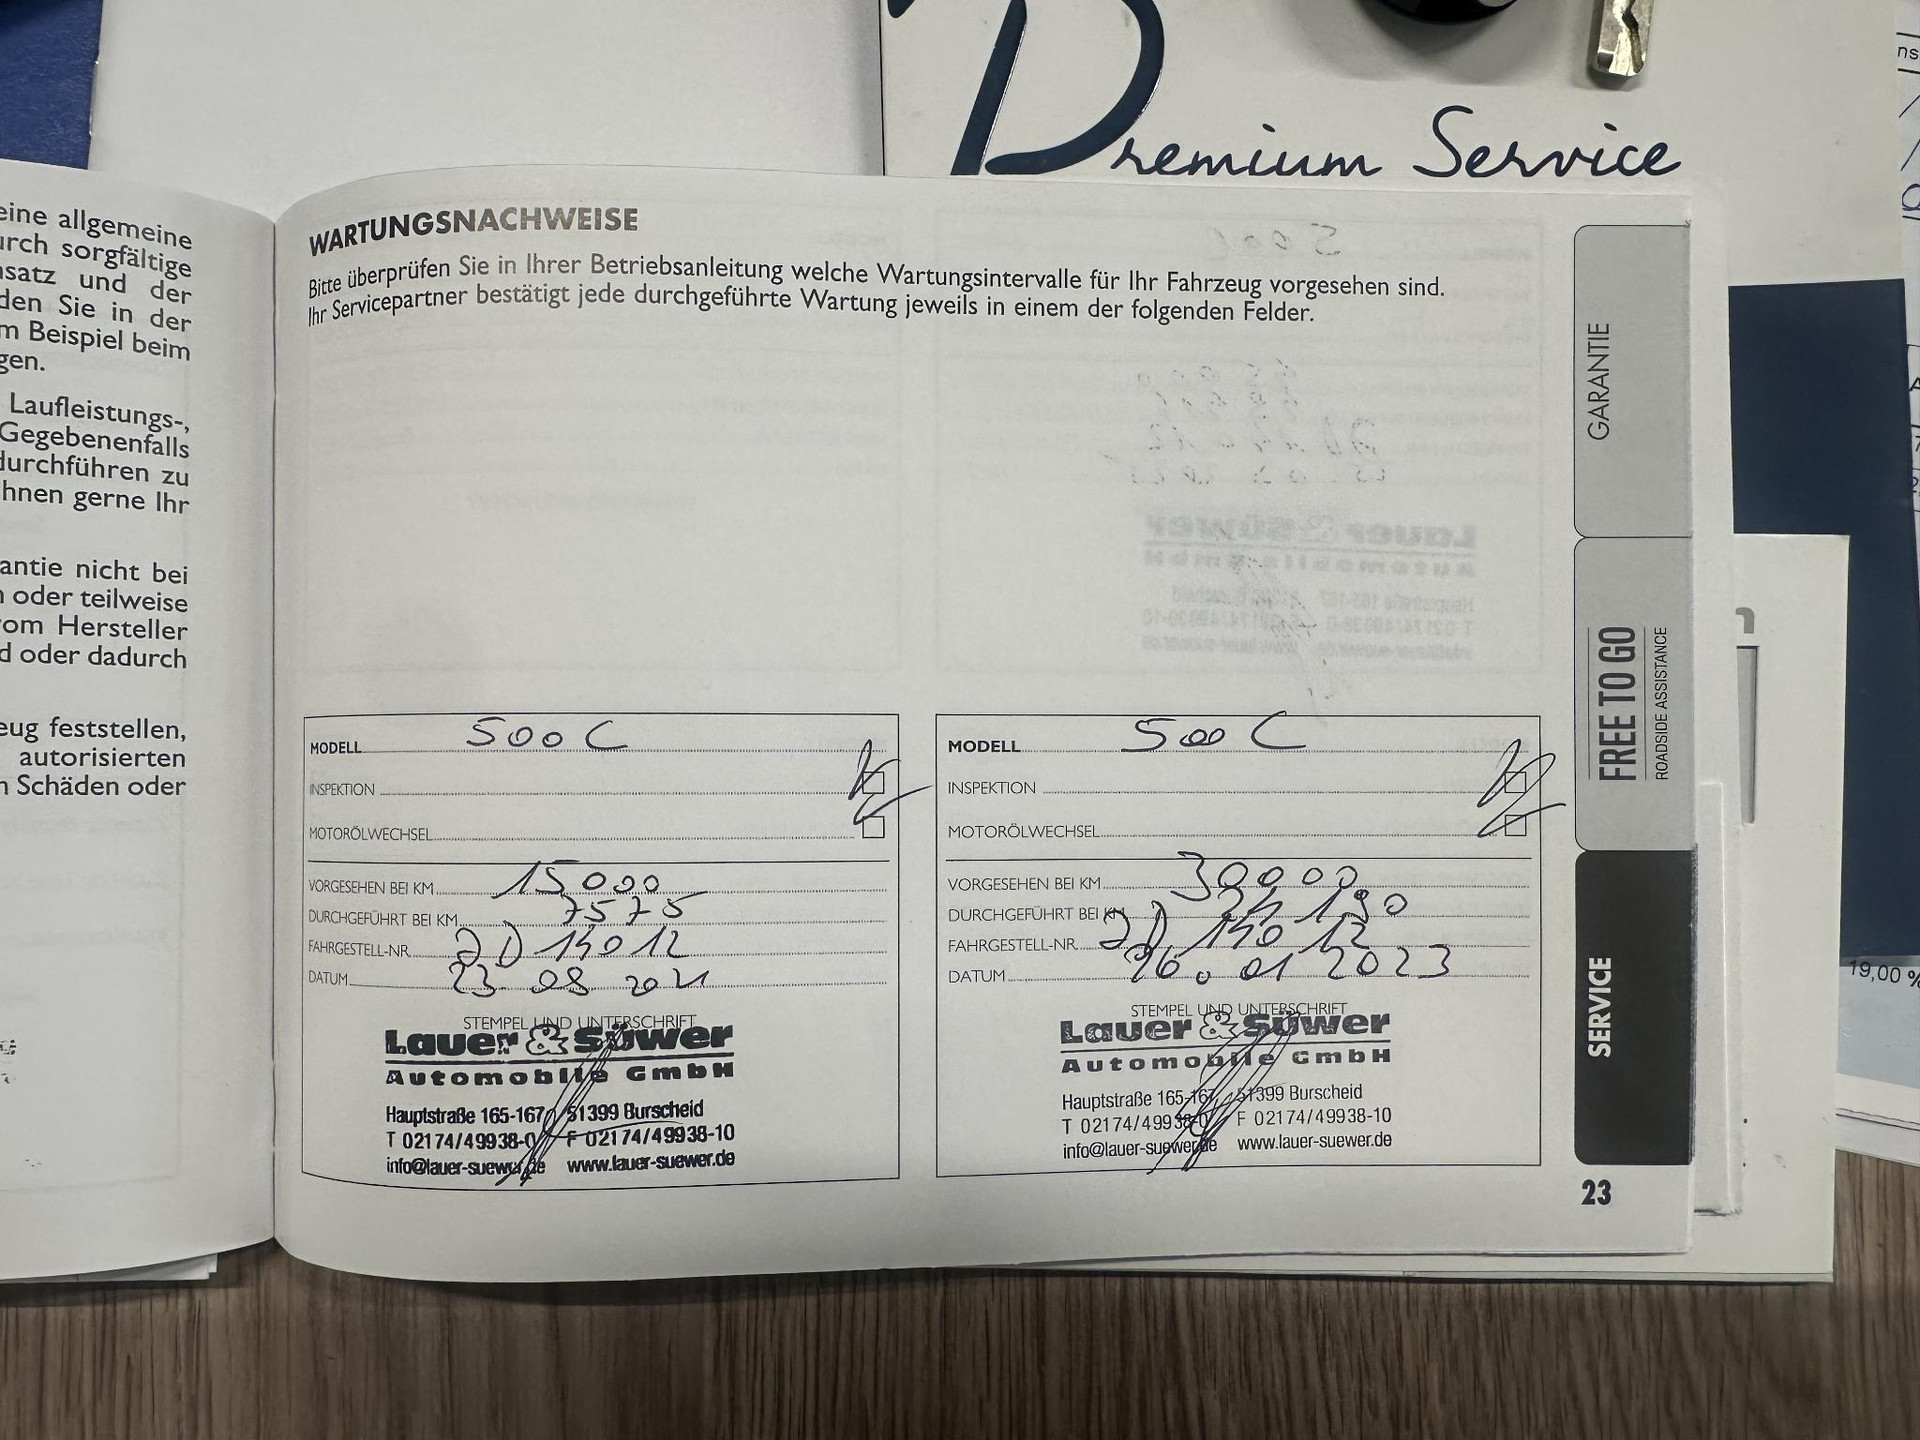 Premium Service
eine allgemeine
urch sorgfältige
nsatz und der
den Sie in der
m Beispiel beim
gen.
Laufleistungs-,
Gegebenenfalls
durchführen zu
hnen gerne Ihr
antie nicht bei
n oder teilweise
vom Hersteller
d oder dadurch
eug feststellen,
autorisierten
n Schäden oder
WARTUNGSNACHWEISE
Bitte überprüfen Sie in Ihrer Betriebsanleitung welche Wartungsintervalle für Ihr Fahrzeug vorgesehen sind.
Ihr Servicepartner bestätigt jede durchgeführte Wartung jeweils in einem der folgenden Felder.
MODELL 500 C
INSPEKTION
MOTORÖLWECHSEL
VORGESEHEN BEI KM 15000
DURCHGEFÜHRT BEI KM 7575
FAHRGESTELL-NR. JD14012
DATUM 23. 08 2021
STEMPEL UND UNTERSCHRIFT
Lauer & Süwer
Automobile GmbH
Hauptstraße 165-167 51399 Burscheid
T 02174/49938-0 F 02174/49938-10
info@lauer-suewer.de www.lauer-suewer.de
MODELL 500 C
INSPEKTION
MOTORÖLWECHSEL
VORGESEHEN BEI KM 30000
DURCHGEFÜHRT BEI KM
FAHRGESTELL-NR. JD14012
DATUM 01 2023
STEMPEL UND UNTERSCHRIFT
Lauer & Süwer
Automobile GmbH
Hauptstraße 165-167 51399 Burscheid
T 02174/49938-0 F 02174/49938-10
info@lauer-suewer.de www.lauer-suewer.de
GARANTIE
FREE TO GO
ROADSIDE ASSISTANCE
SERVICE
23
19,00 %